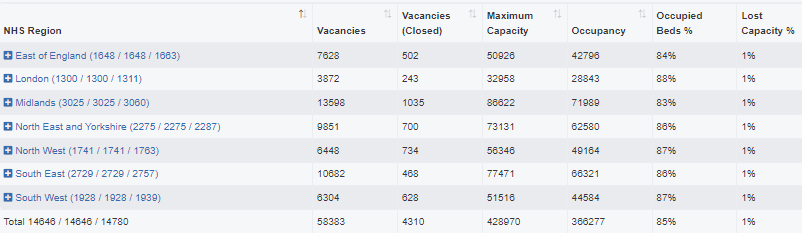 NHS Region Vacancies Vacancies (Closed) Maximum Capacity Occupancy Occupied Beds % Lost Capacity %
East of England (1648 / 1648 / 1663) 7628 502 50926 42796 84% 1%
London (1300 / 1300 / 1311) 3872 243 32958 28843 88% 1%
Midlands (3025 / 3025 / 3060) 13598 1035 86622 71989 83% 1%
North East and Yorkshire (2275 / 2275 / 2287) 9851 700 73131 62580 86% 1%
North West (1741 / 1741 / 1763) 6448 734 56346 49164 87% 1%
South East (2729 / 2729 / 2757) 10682 468 77471 66321 86% 1%
South West (1928 / 1928 / 1939) 6304 628 51516 44584 87% 1%
Total 14646 / 14646 / 14780 58383 4310 428970 366277 85% 1%